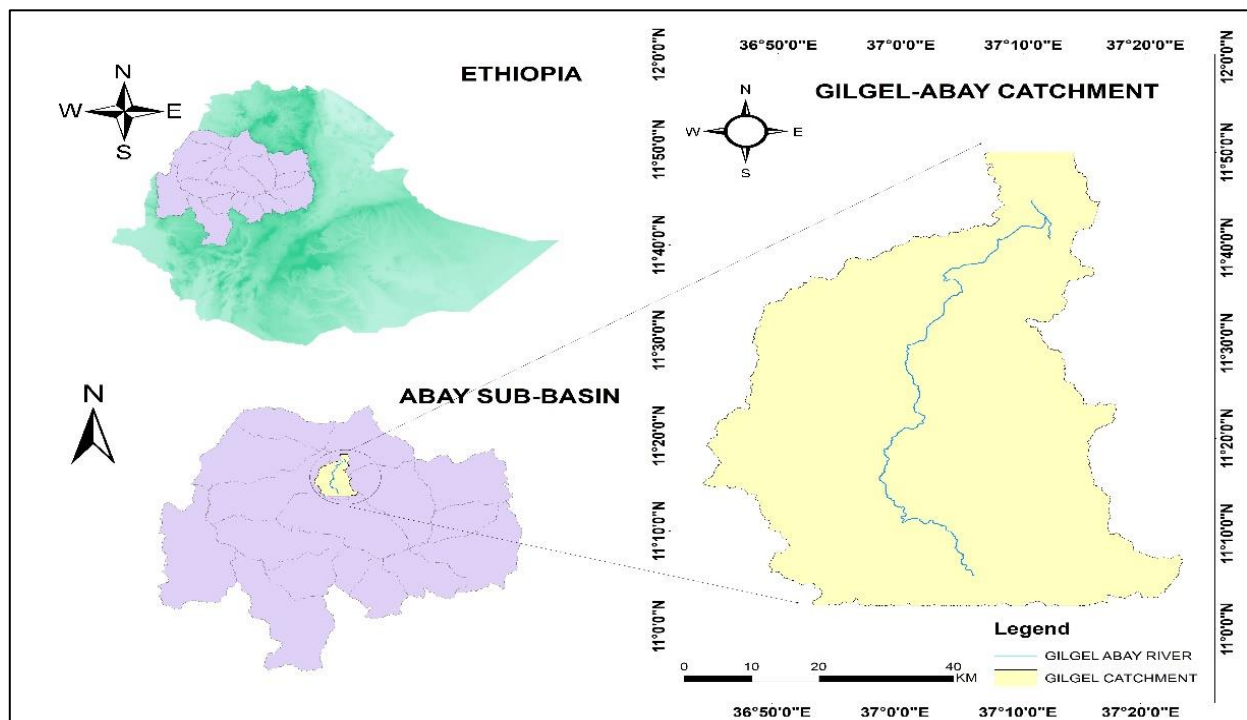 ETHIOPIA
N
W E
S
ABAY SUB-BASIN
N
36°50'0"E 37°0'0"E 37°10'0"E 37°20'0"E
GILGEL-ABAY CATCHMENT
N
W E
S
12°0'0"N
11°50'0"N
11°40'0"N
11°30'0"N
11°20'0"N
11°10'0"N
11°0'0"N
12°0'0"N
11°50'0"N
11°40'0"N
11°30'0"N
11°20'0"N
11°10'0"N
11°0'0"N
Legend
GILGEL ABAY RIVER
GILGEL CATCHMENT
0 10 20 40
KM
36°50'0"E 37°0'0"E 37°10'0"E 37°20'0"E